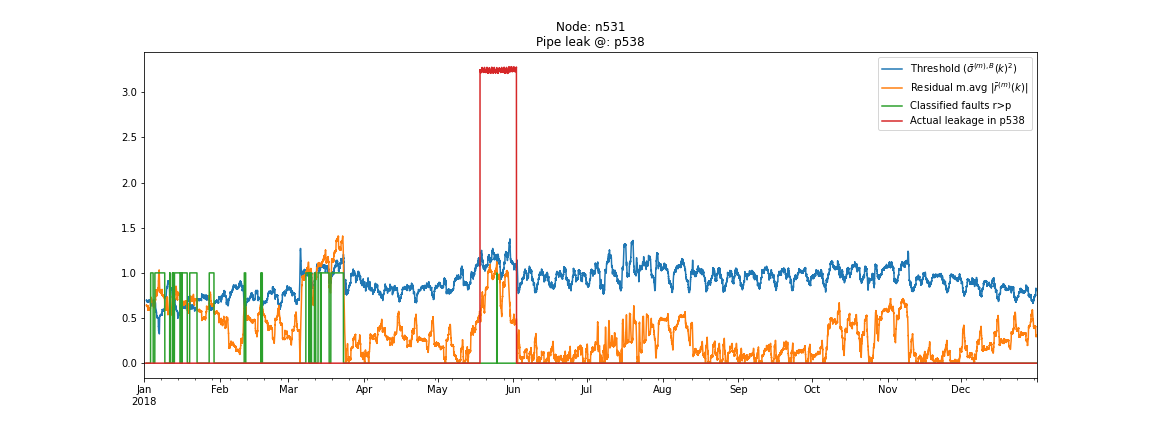 Node: n531
Pipe leak @: p538
Threshold (σ̄^(m),B(k)²)
Residual m.avg |r̄^(m)(k)|
Classified faults r>p
Actual leakage in p538
3.0
2.5
2.0
1.5
1.0
0.5
0.0
Jan Feb Mar Apr May Jun Jul Aug Sep Oct Nov Dec
2018